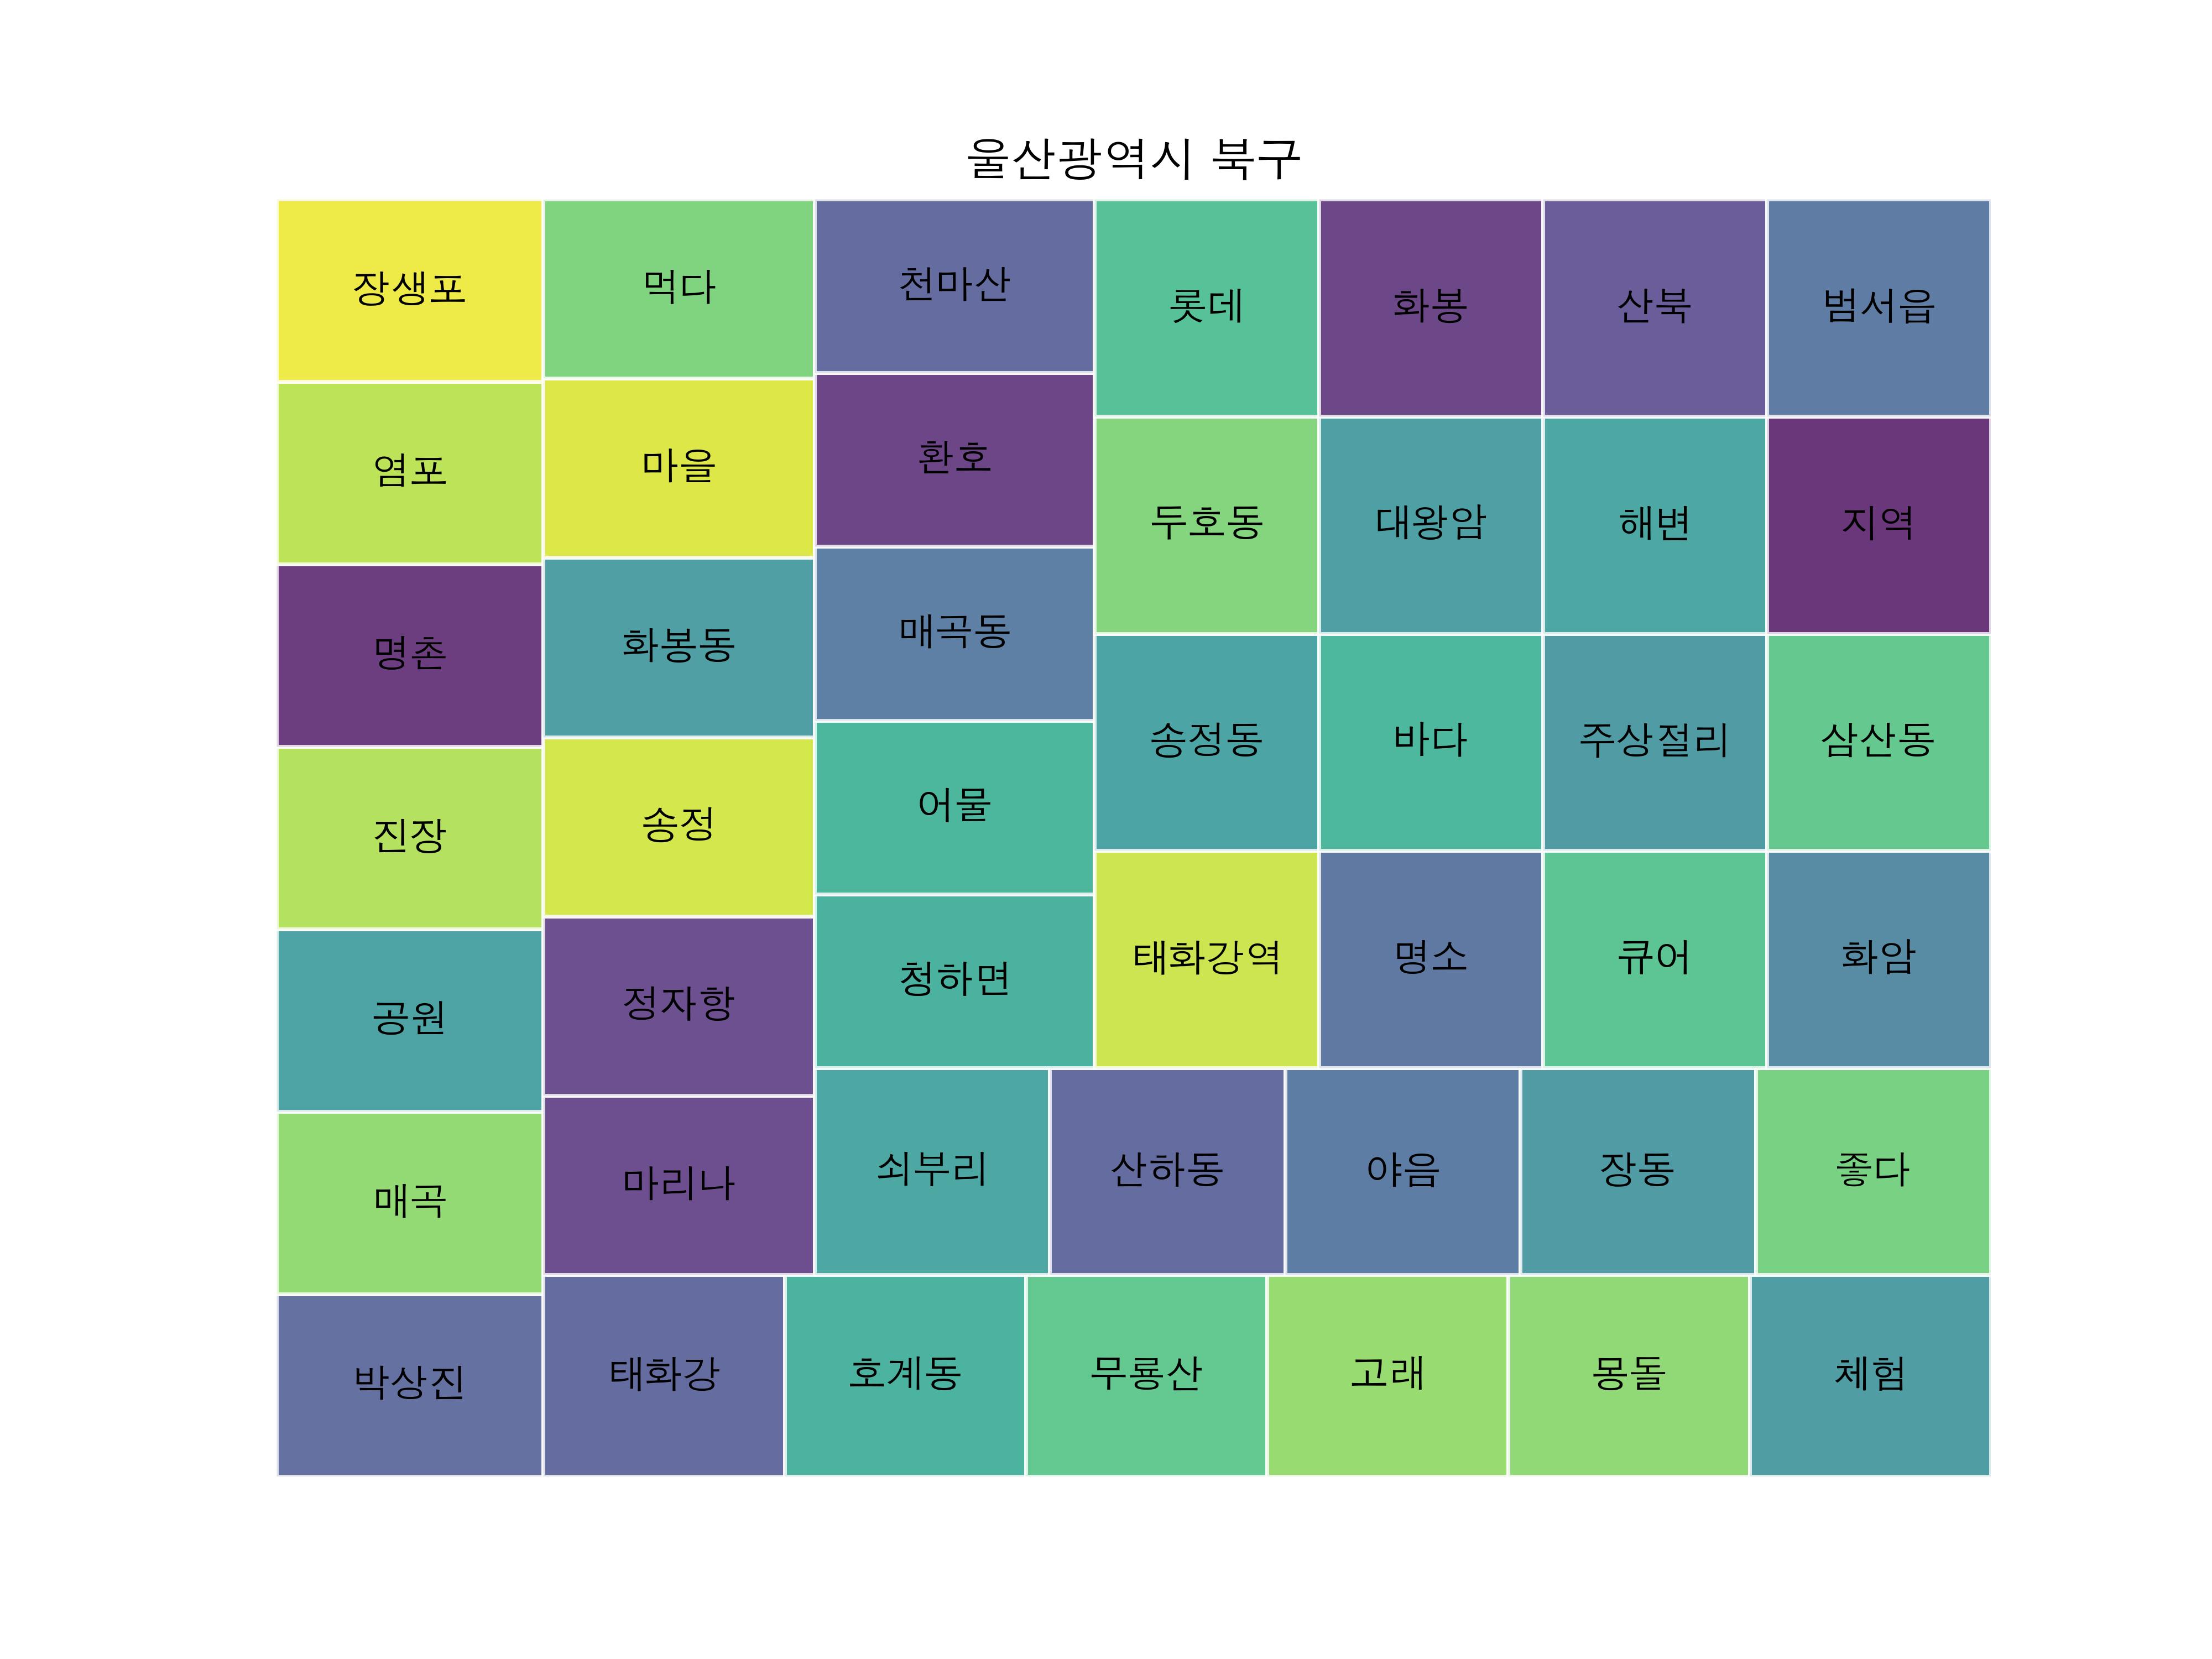 울산광역시 북구
장생포
먹다
천마산
롯데
화봉
산북
범서읍
염포
마을
환호
두호동
대왕암
해변
지역
명촌
화봉동
매곡동
송정동
바다
주상절리
삼산동
진장
송정
어물
태화강역
명소
큐어
화암
공원
정자항
청하면
매곡
마리나
쇠부리
산하동
야음
장동
좋다
박상진
태화강
호계동
무룡산
고래
몽돌
체험